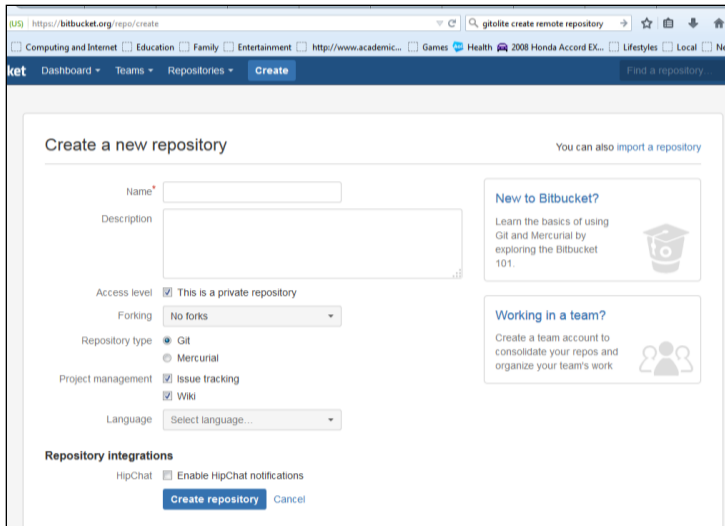 (US) https://bitbucket.org/repo/create gitolite create remote repository
Computing and Internet Education Family Entertainment http://www.academic... Games Health 2008 Honda Accord EX... Lifestyles Local Ne
ket Dashboard Teams Repositories Create Find a repository...
Create a new repository
You can also import a repository
Name*
Description
Access level This is a private repository
Forking No forks
Repository type Git
Mercurial
Project management Issue tracking
Wiki
Language Select language...
Repository integrations
HipChat Enable HipChat notifications
Create repository Cancel
New to Bitbucket?
Learn the basics of using
Git and Mercurial by
exploring the Bitbucket
101.
Working in a team?
Create a team account to
consolidate your repos and
organize your team's work